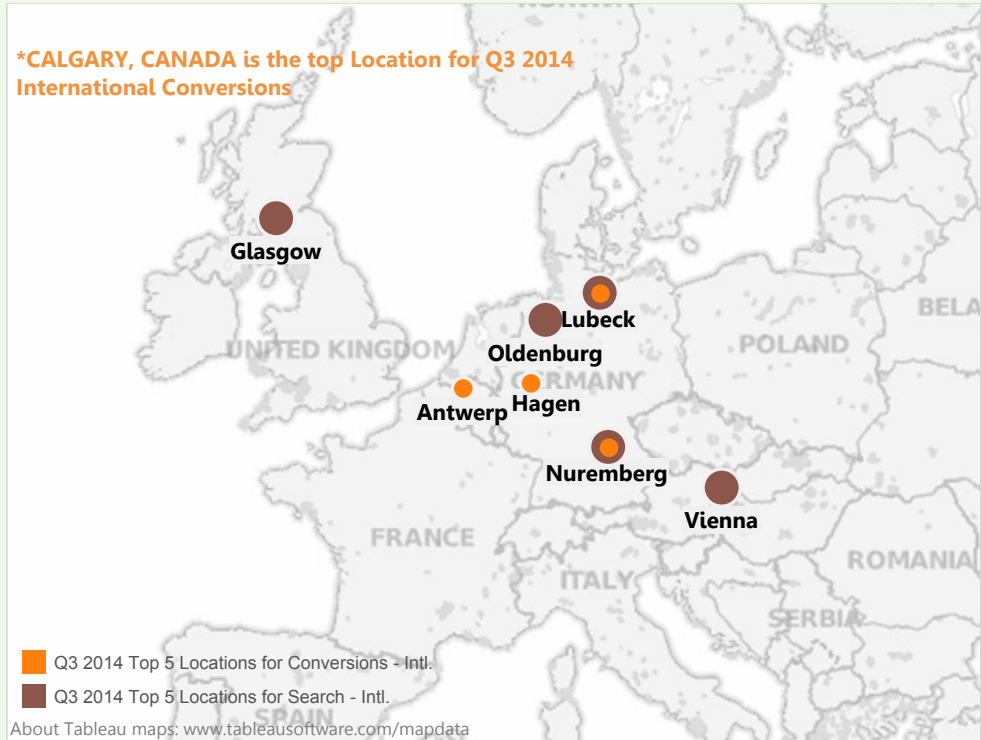 NORWAY
*CALGARY, CANADA is the top Location for Q3 2014
International Conversions
Glasgow
Lubeck
BELA
UNITED KINGDOM
Oldenburg
POLAND
GERMANY
Antwerp
Hagen
Nuremberg
Vienna
FRANCE
ROMANIA
ITALY
SERBIA
Q3 2014 Top 5 Locations for Conversions - Intl.
Q3 2014 Top 5 Locations for Search - Intl.
SPAIN
About Tableau maps: www.tableausoftware.com/mapdata